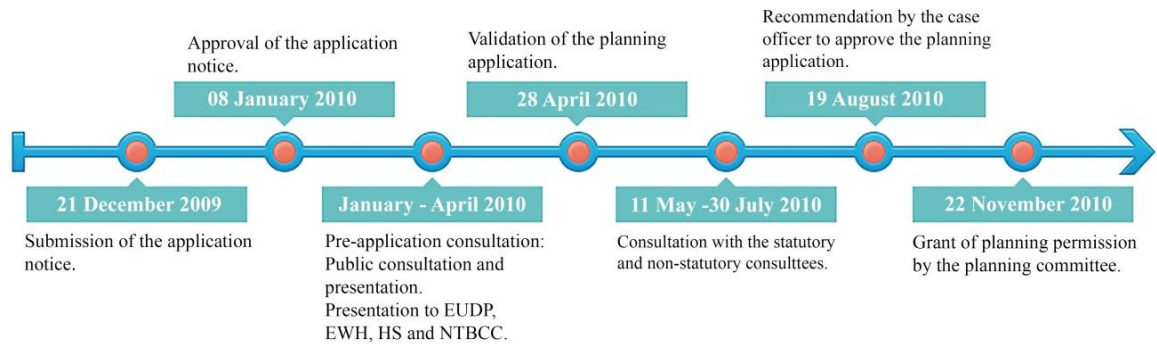 Approval of the application
notice.
08 January 2010
Validation of the planning
application.
28 April 2010
Recommendation by the case
officer to approve the planning
application.
19 August 2010
21 December 2009
Submission of the application
notice.
January - April 2010
Pre-application consultation:
Public consultation and
presentation.
Presentation to EUDP,
EWH, HS and NTBCC.
11 May -30 July 2010
Consultation with the statutory
and non-statutory consulttees.
22 November 2010
Grant of planning permission
by the planning committee.